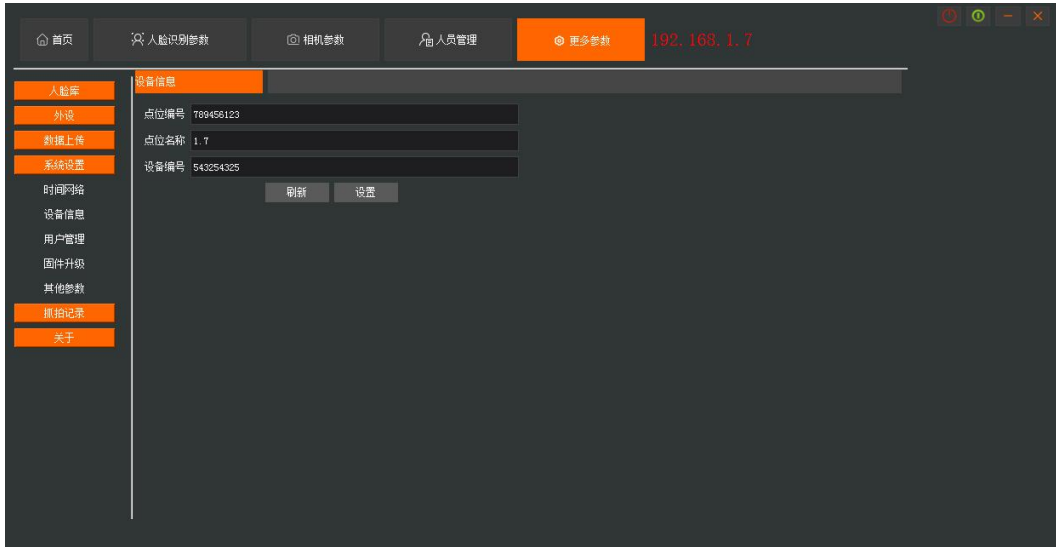 首页 人脸识别参数 相机参数 人员管理 更多参数 192.168.1.7
人脸库
外设
数据上传
系统设置
时间网络
设备信息
用户管理
固件升级
其他参数
抓拍记录
关于
设备信息
点位编号 789456123
点位名称 1.7
设备编号 543254325
刷新 设置